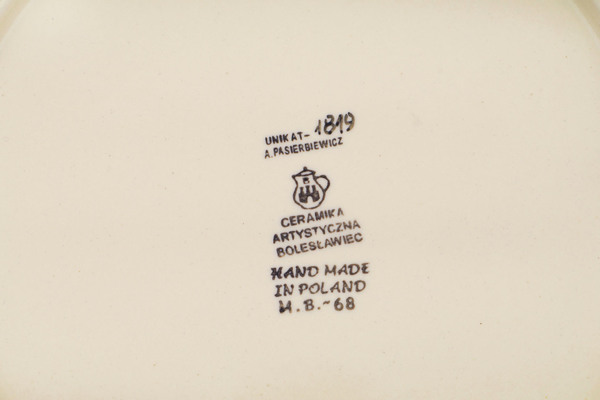 UNIKAT- 1819
A. PASIERBIEWICZ
CERAMIKA
ARTYSTYCZNA
BOLESŁAWIEC
HAND MADE
IN POLAND
M.B.-68